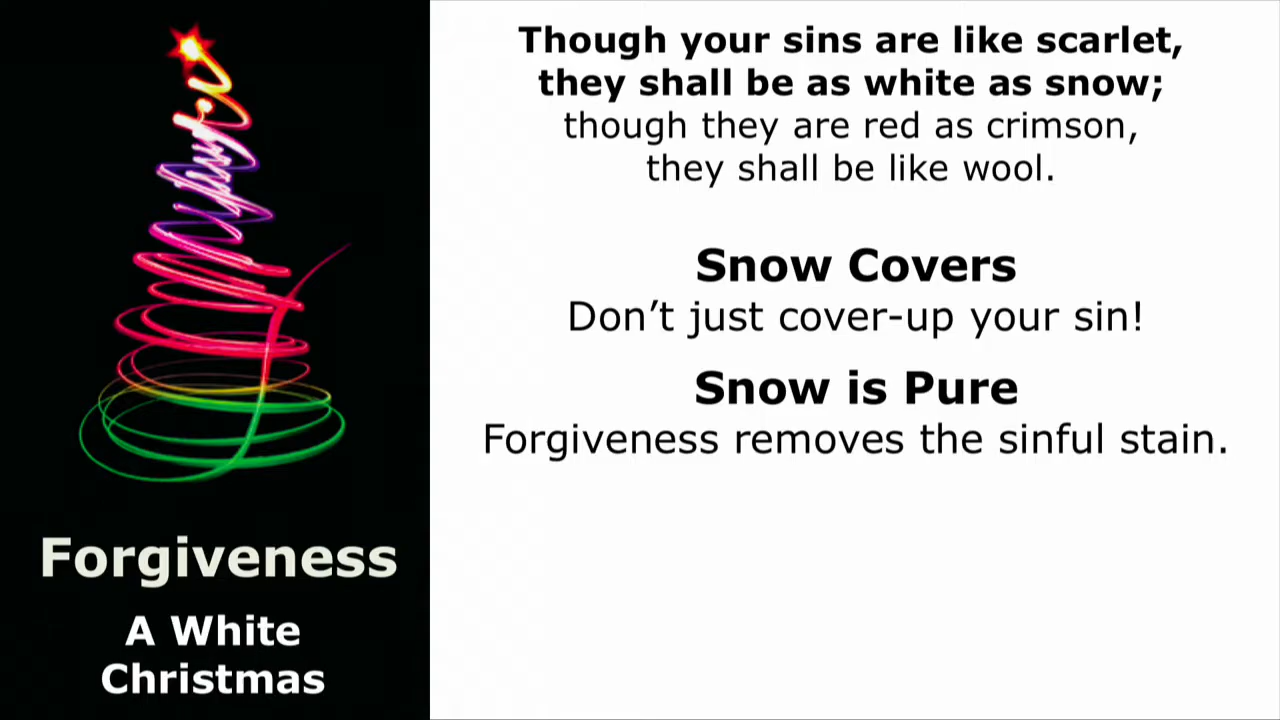 Though your sins are like scarlet,
they shall be as white as snow;
though they are red as crimson,
they shall be like wool.
Snow Covers
Don’t just cover-up your sin!
Snow is Pure
Forgiveness removes the sinful stain.
Forgiveness
A White
Christmas